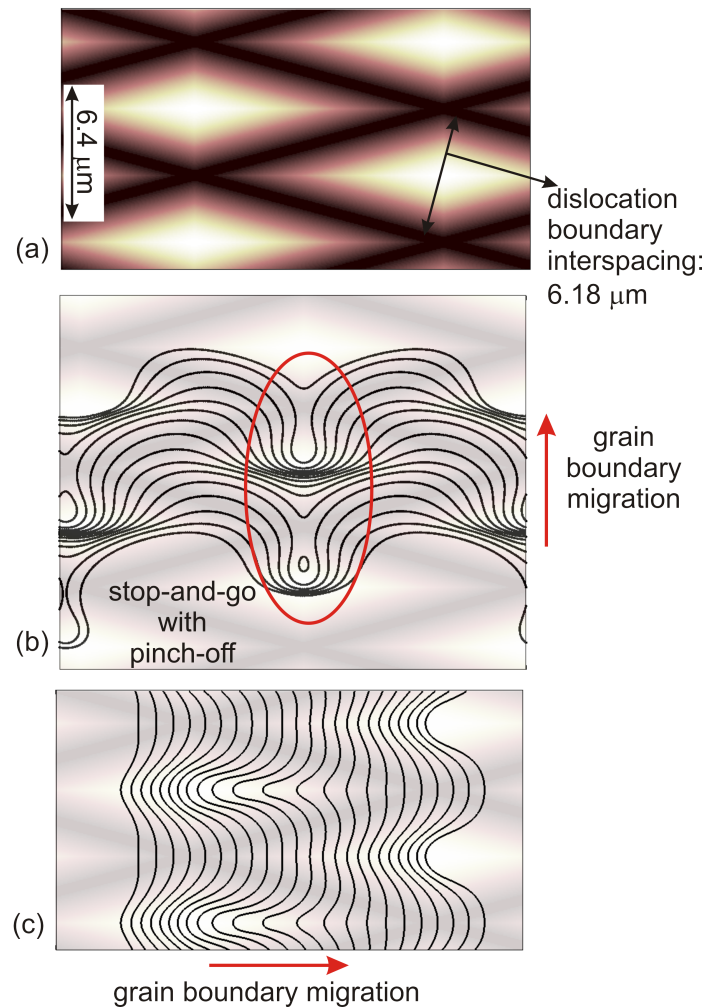 6.4 μm
(a)
dislocation
boundary
interspacing:
6.18 μm
grain
boundary
migration
stop-and-go
with
pinch-off
(b)
(c)
grain boundary migration